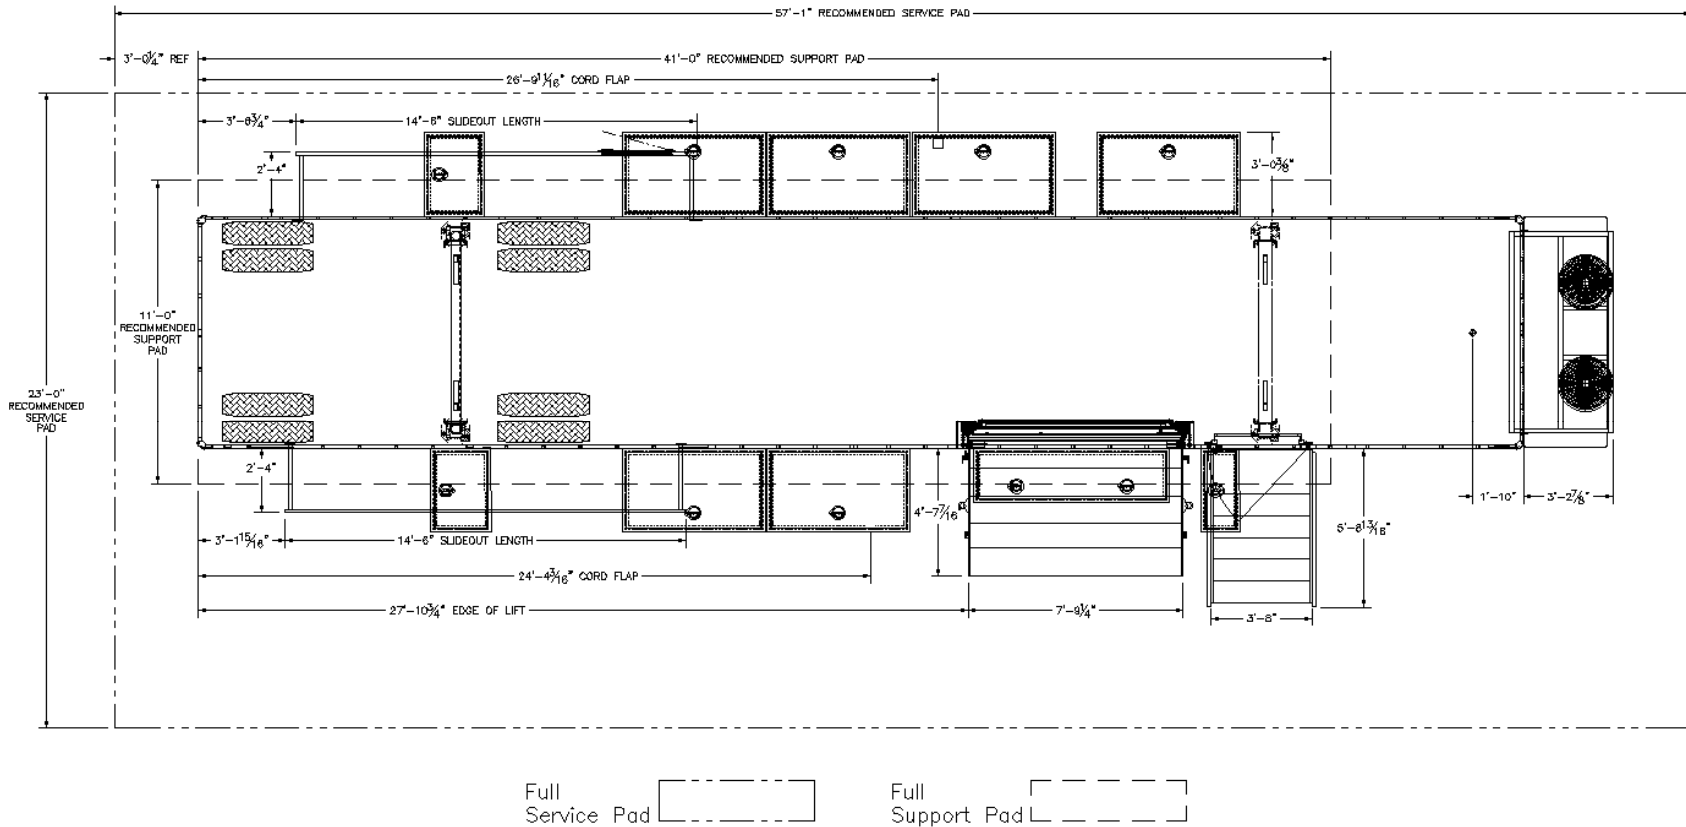 57'-1" RECOMMENDED SERVICE PAD
3'-0¼" REF
41'-0" RECOMMENDED SUPPORT PAD
26'-9 11/16" CORD FLAP
3'-6¾"
14'-6" SLIDEOUT LENGTH
2'-4"
3'-0⅜"
11'-0"
RECOMMENDED
SUPPORT
PAD
23'-0"
RECOMMENDED
SERVICE
PAD
2'-4"
4'-7 7/16"
1'-10"
3'-2⅞"
5'-8 13/16"
3'-1 15/16"
14'-6" SLIDEOUT LENGTH
24'-4 3/16" CORD FLAP
27'-10¾" EDGE OF LIFT
7'-9¼"
3'-8"
Full
Service Pad
Full
Support Pad